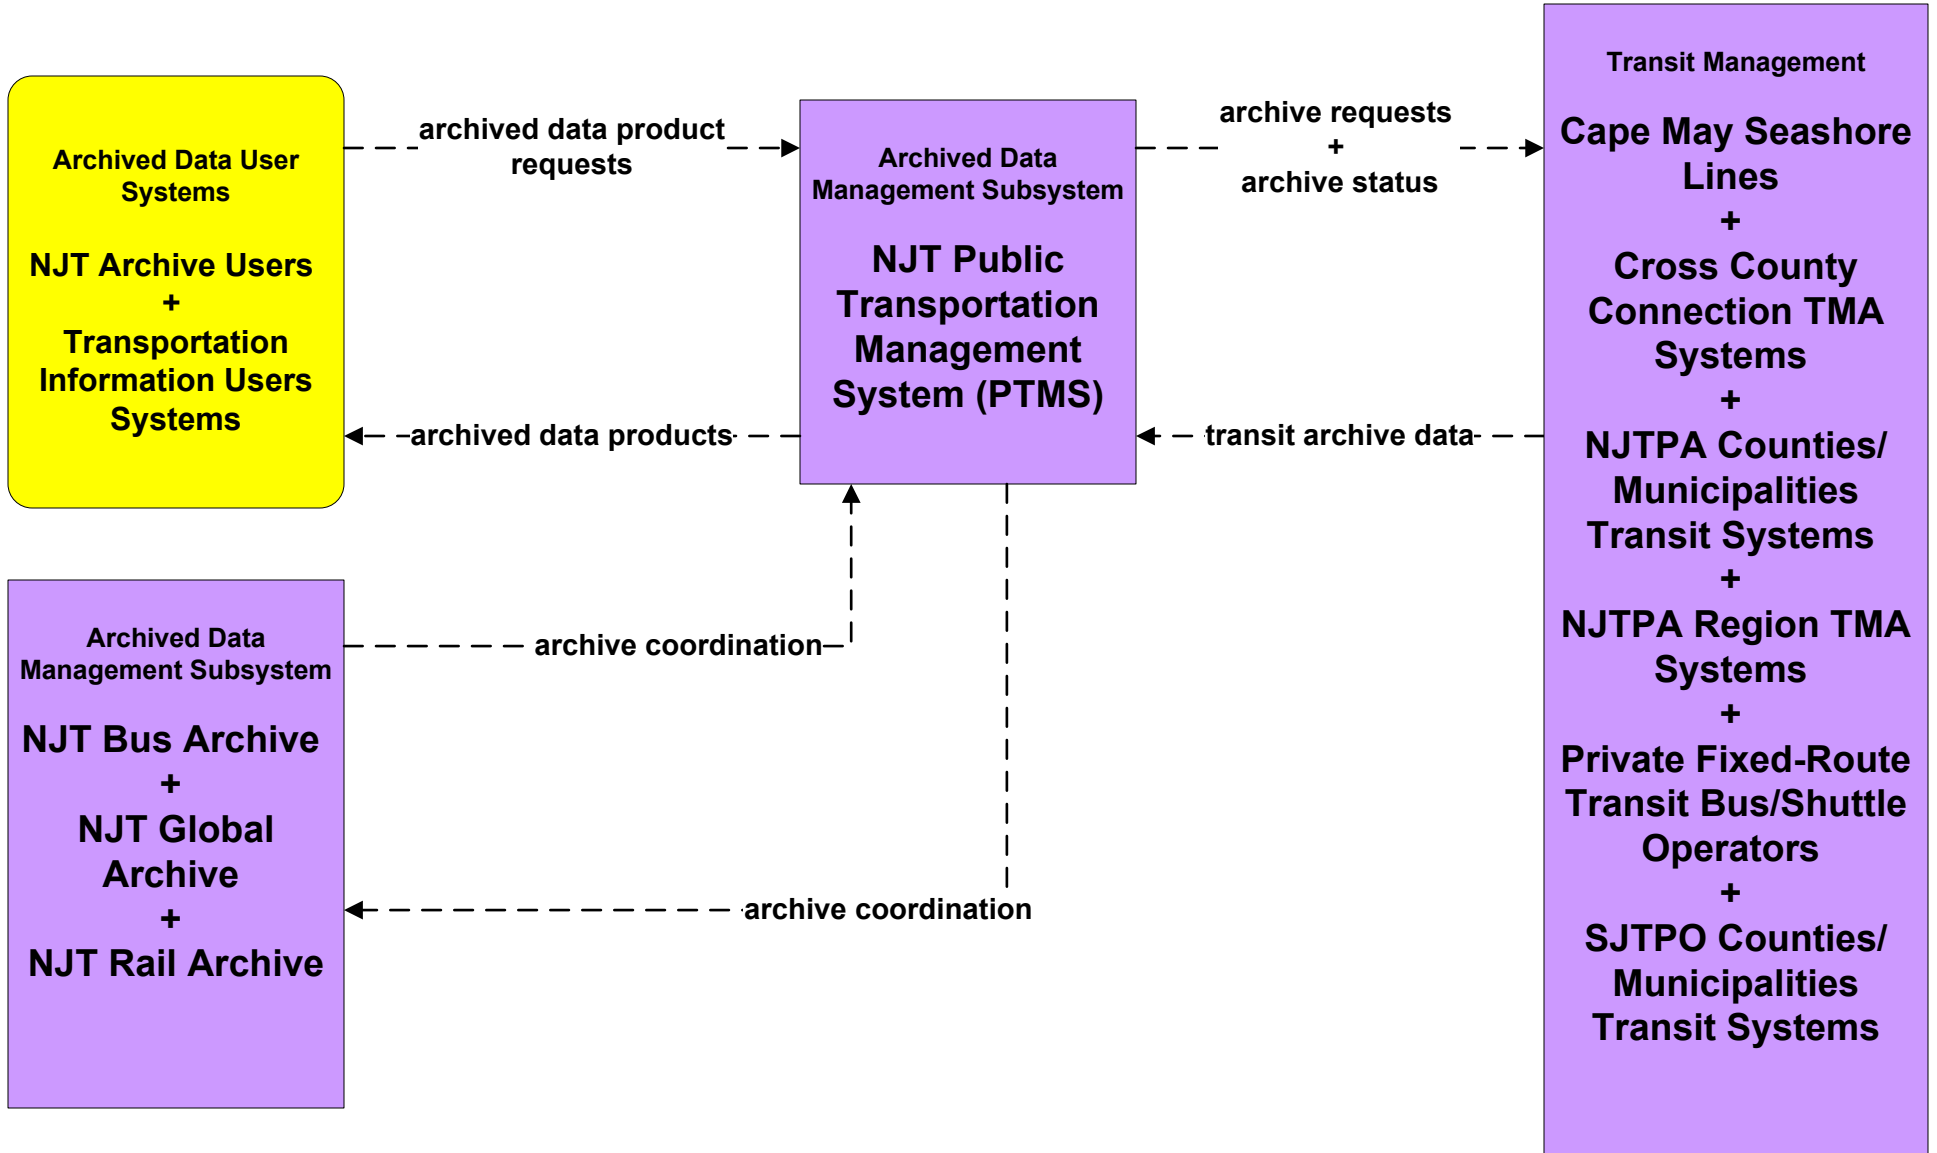 Archived Data User
Systems
NJT Archive Users
+
Transportation
Information Users
Systems
archived data product
requests
archived data products
Archived Data
Management Subsystem
NJT Public
Transportation
Management
System (PTMS)
archive requests
+
archive status
transit archive data
Transit Management
Cape May Seashore
Lines
+
Cross County
Connection TMA
Systems
+
NJTPA Counties/
Municipalities
Transit Systems
+
NJTPA Region TMA
Systems
+
Private Fixed-Route
Transit Bus/Shuttle
Operators
+
SJTPO Counties/
Municipalities
Transit Systems
Archived Data
Management Subsystem
NJT Bus Archive
+
NJT Global
Archive
+
NJT Rail Archive
archive coordination
archive coordination